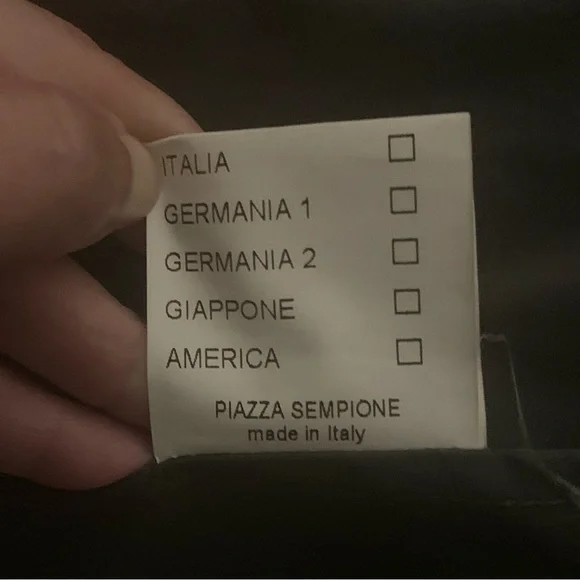 ITALIA ☐
GERMANIA 1 ☐
GERMANIA 2 ☐
GIAPPONE ☐
AMERICA ☐
PIAZZA SEMPIONE
made in Italy